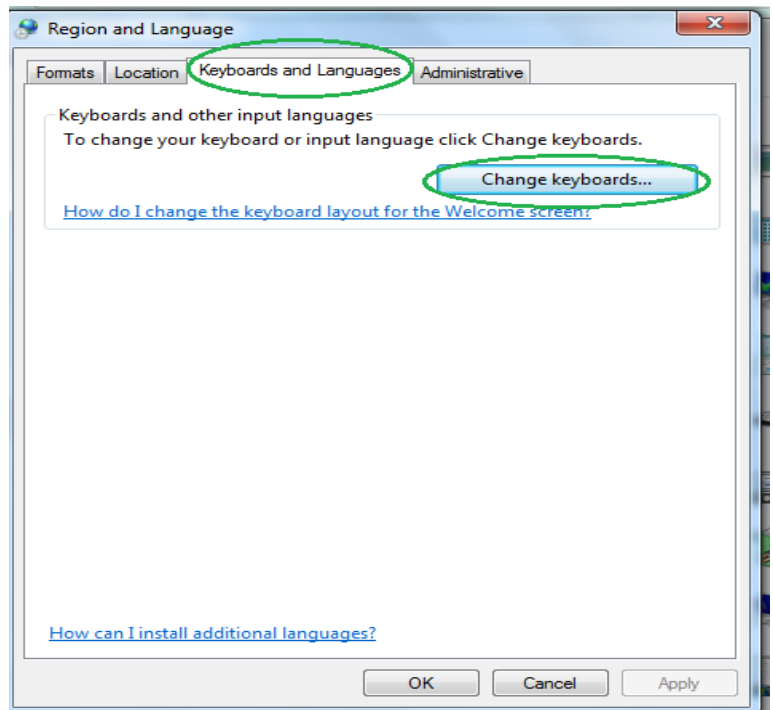 Region and Language
Formats Location Keyboards and Languages Administrative
Keyboards and other input languages
To change your keyboard or input language click Change keyboards.
Change keyboards...
How do I change the keyboard layout for the Welcome screen?
How can I install additional languages?
OK Cancel Apply